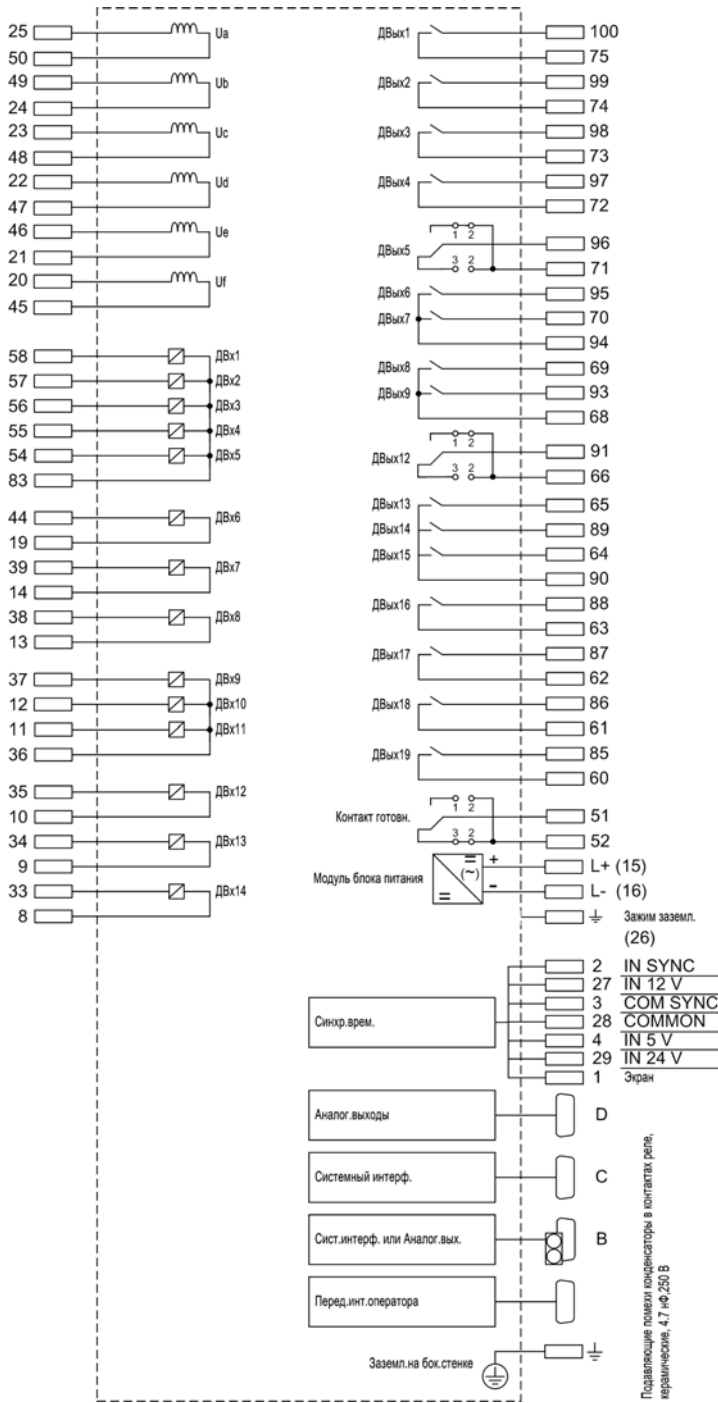 25 Ua ДВых1 100
50 75
49 Ub ДВых2 99
24 74
23 Uc ДВых3 98
48 73
22 Ud ДВых4 97
47 72
46 Ue 1 2 96
21 ДВых5 3 2 71
20 Uf ДВых6 95
45 ДВых7 70
94
58 ДВх1 ДВых8 69
57 ДВх2 ДВых9 93
56 ДВх3 68
55 ДВх4 1 2
54 ДВх5 ДВых12 91
83 3 2 66
44 ДВх6 ДВых13 65
19 ДВых14 89
39 ДВх7 ДВых15 64
14 90
38 ДВх8 ДВых16 88
13 63
37 ДВх9 ДВых17 87
12 ДВх10 62
11 ДВх11 ДВых18 86
36 61
ДВых19 85
35 ДВх12 60
10 1 2
34 ДВх13 Контакт готовн. 51
9 3 2 52
33 ДВх14 Модуль блока питания = (~) = + L+ (15)
8 - L- (16)
Зажим заземл.
(26)
2 IN SYNC
27 IN 12 V
3 COM SYNC
Синхр.врем. 28 COMMON
4 IN 5 V
29 IN 24 V
1 Экран
Аналог.выходы D
Системный интерф. C
Сист.интерф. или Аналог.вых. B
Перед.инт.оператора
Заземл.на бок.стенке
Подавляющие помехи конденсаторы в контактах реле,
керамические, 4.7 нФ,250 В